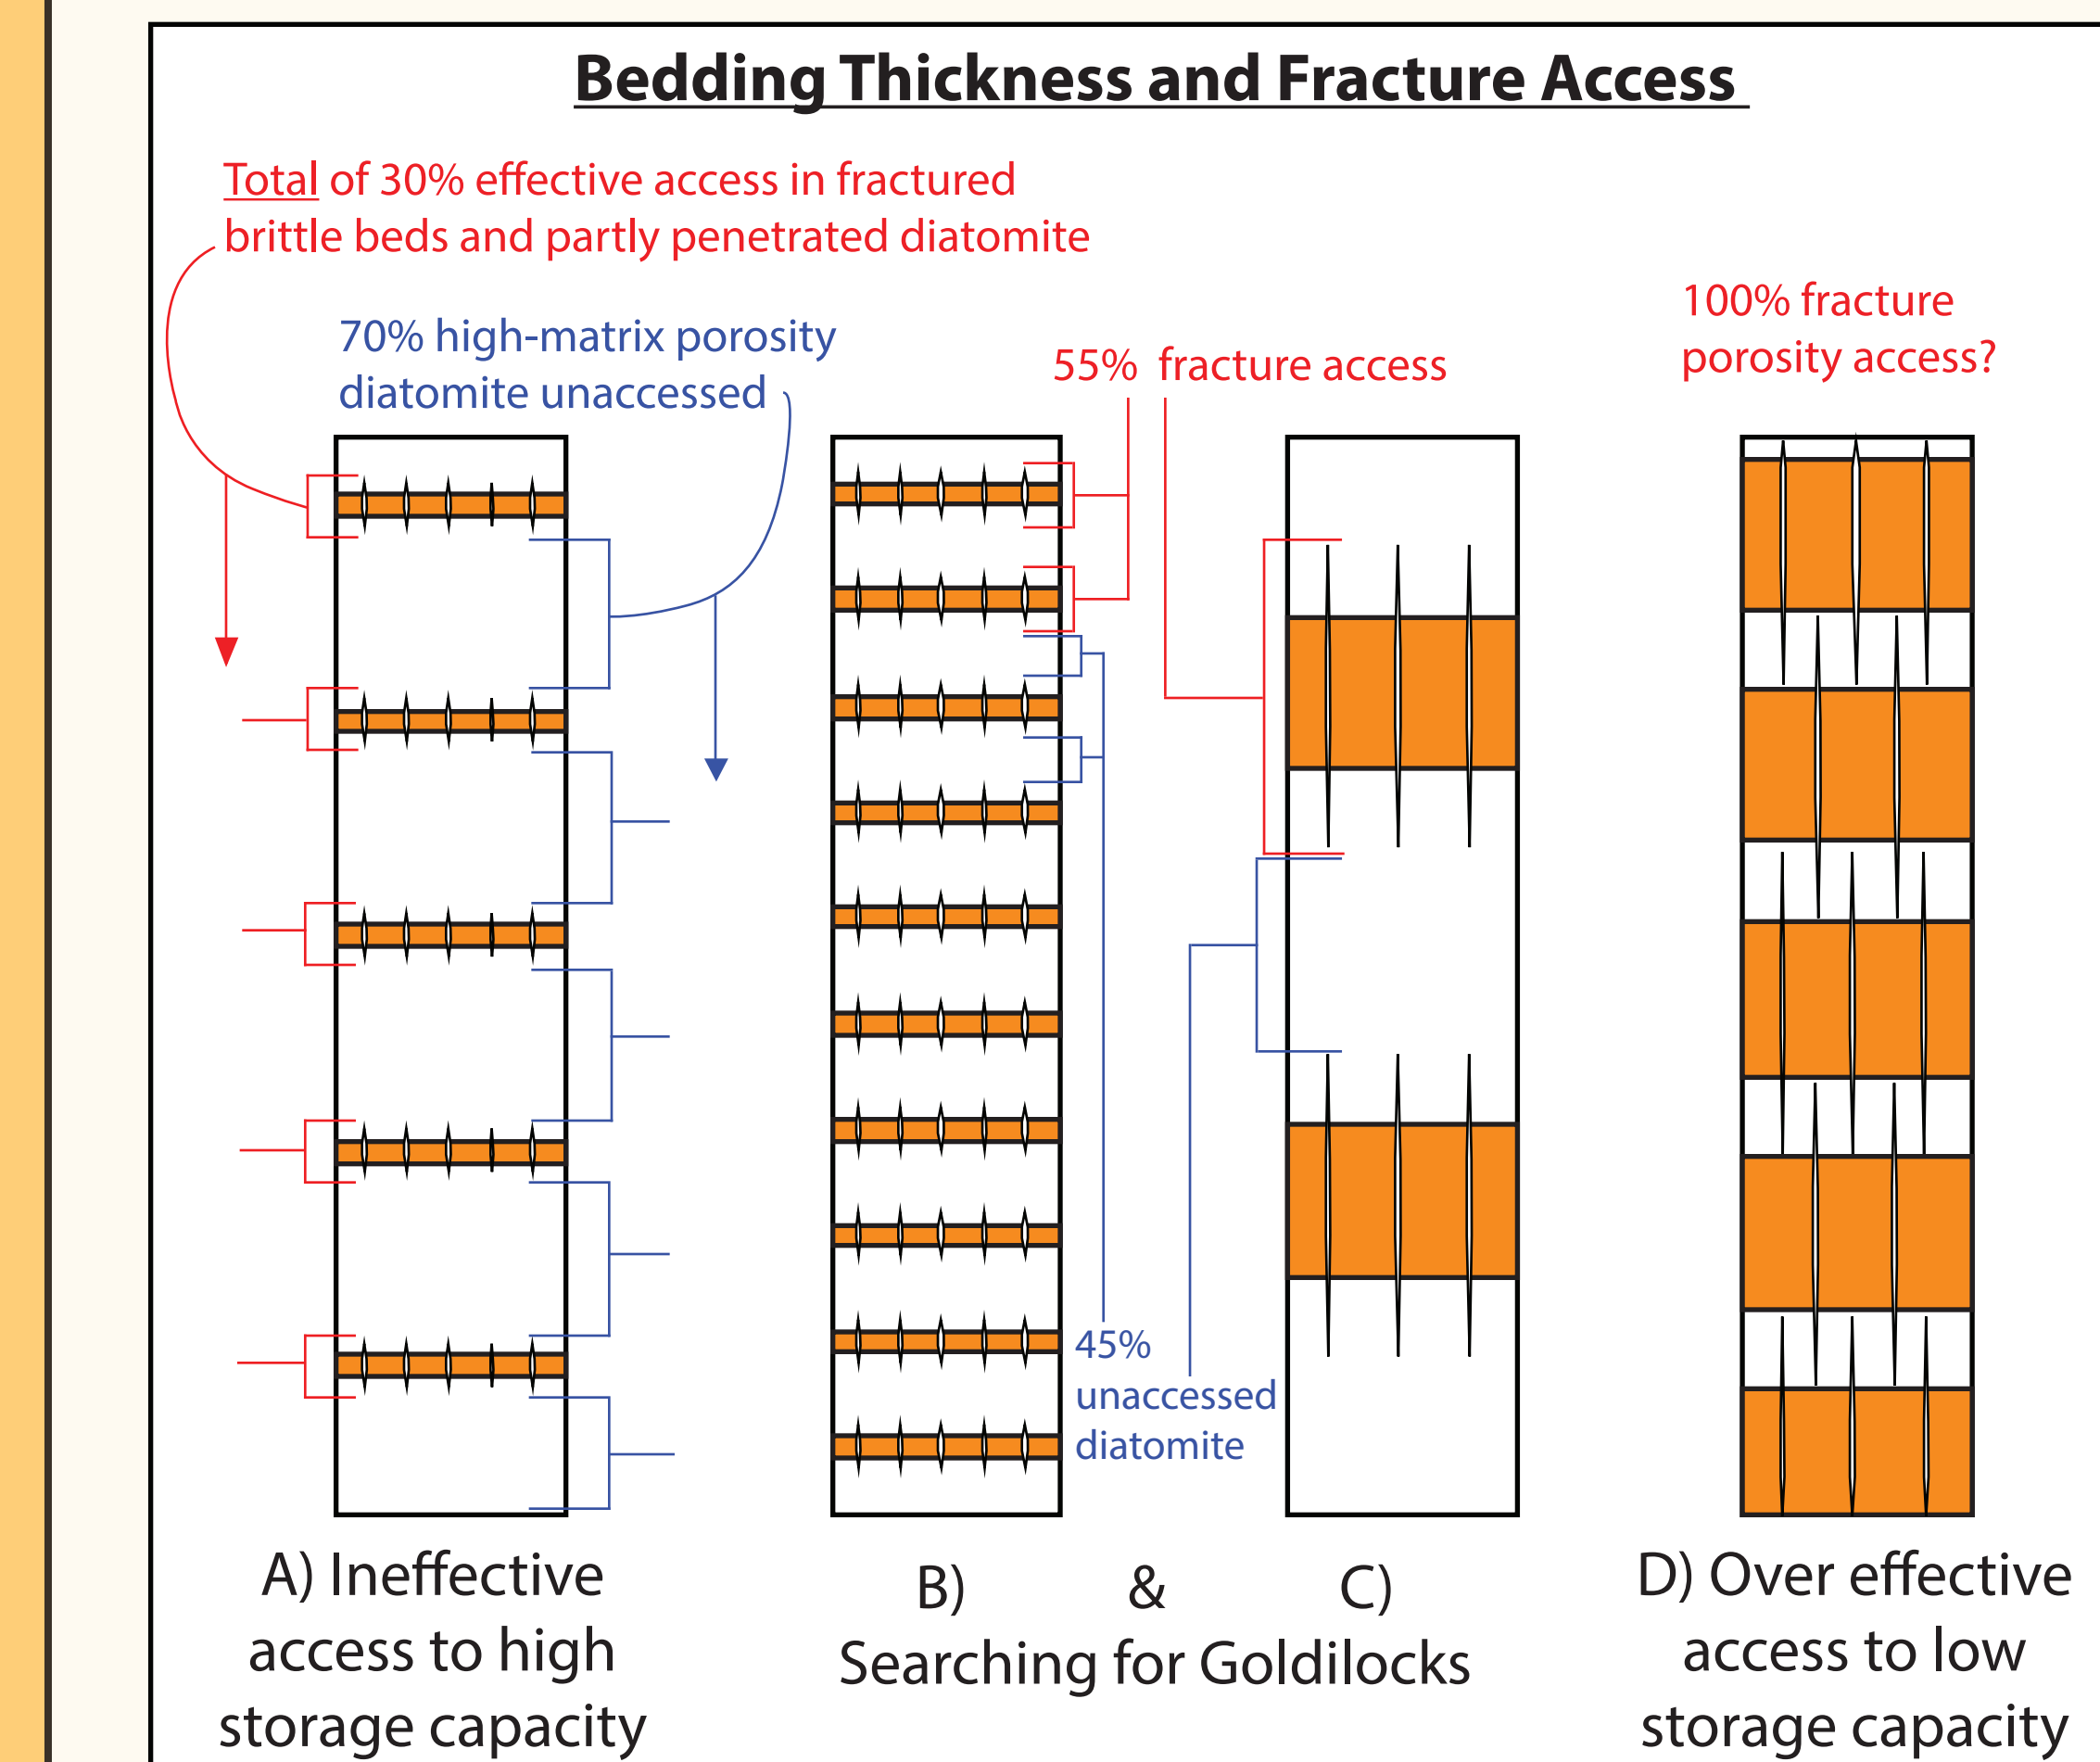 Bedding Thickness and Fracture Access
Total of 30% effective access in fractured
brittle beds and partly penetrated diatomite
70% high-matrix porosity
diatomite unaccessed
55% fracture access
100% fracture
porosity access?
45%
unaccessed
diatomite
A) Ineffective
access to high
storage capacity
B) & C)
Searching for Goldilocks
D) Over effective
access to low
storage capacity